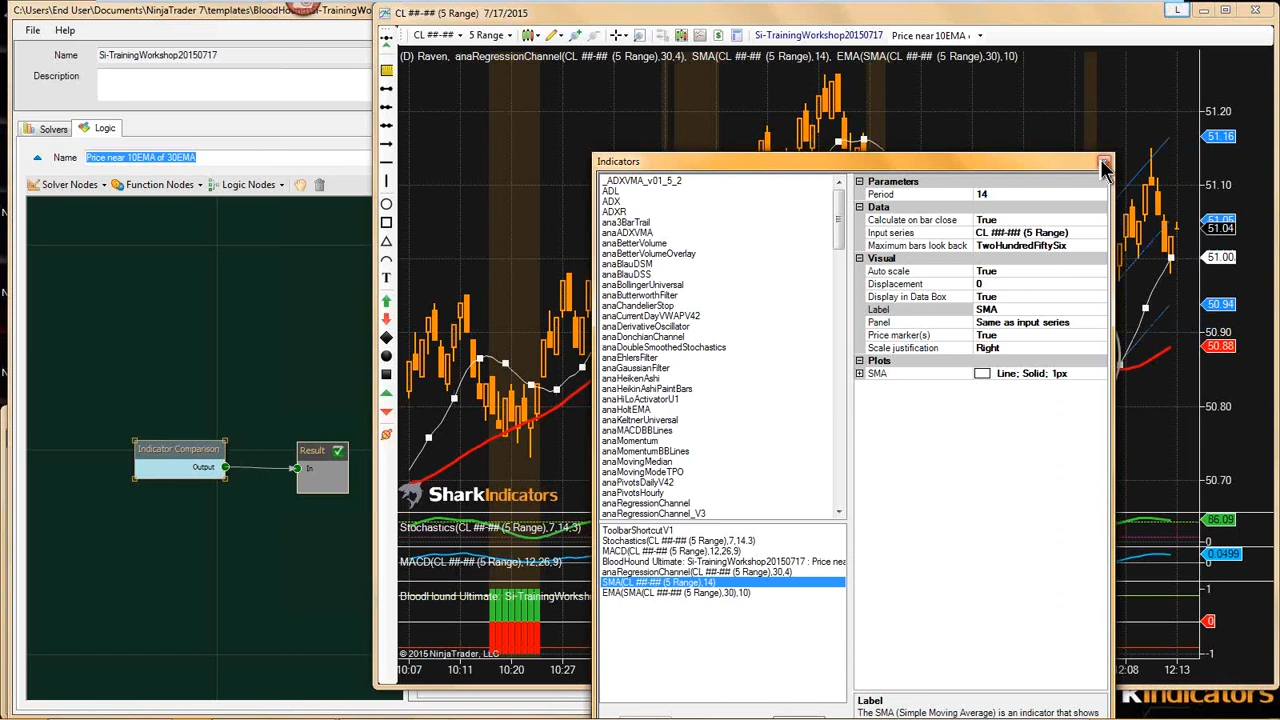 C:\Users\End User\Documents\NinjaTrader 7\templates\BloodHound\Si-TrainingWo
File Help
Name Si-TrainingWorkshop20150717
Description
Solvers Logic
Name Price near 10EMA of 30EMA
Solver Nodes Function Nodes Logic Nodes
Indicator Comparison
Output
Result
In
CL ##-## (5 Range) 7/17/2015
L
CL ##-## 5 Range Si-TrainingWorkshop20150717 Price near 10EMA
(D) Raven, anaRegressionChannel(CL ##-## (5 Range),30,4), SMA(CL ##-## (5 Range),14), EMA(SMA(CL ##-## (5 Range),30),10)
T
Indicators
_ADXVMA_v01_5_2
ADL
ADX
ADXR
ana3BarTrail
anaADXVMA
anaBetterVolume
anaBetterVolumeOverlay
anaBlauDSM
anaBlauDSS
anaBollingerUniversal
anaButterworthFilter
anaChandelierStop
anaCurrentDayVWAPV42
anaDerivativeOscillator
anaDonchianChannel
anaDoubleSmoothedStochastics
anaEhlersFilter
anaGaussianFilter
anaHeikenAshi
anaHeikinAshiPaintBars
anaHiLoActivatorU1
anaHoltEMA
anaKeltnerUniversal
anaMACDBBLines
anaMomentum
anaMomentumBBLines
anaMovingMedian
anaMovingModeTPO
anaPivotsDailyV42
anaPivotsHourly
anaRegressionChannel
anaRegressionChannel_V3
ToolbarShortcutV1
Stochastics(CL ##-## (5 Range),7,14,3)
MACD(CL ##-## (5 Range),12,26,9)
BloodHound Ultimate: Si-TrainingWorkshop20150717 : Price nea
anaRegressionChannel(CL ##-## (5 Range),30,4)
SMA(CL ##-## (5 Range),14)
EMA(SMA(CL ##-## (5 Range),30),10)
Parameters
Period 14
Data
Calculate on bar close True
Input series CL ##-## (5 Range)
Maximum bars look back TwoHundredFiftySix
Visual
Auto scale True
Displacement 0
Display in Data Box True
Label SMA
Panel Same as input series
Price marker(s) True
Scale justification Right
Plots
SMA Line; Solid; 1px
Label
The SMA (Simple Moving Average) is an indicator that shows
51.20
51.16
51.10
51.04
51.00
50.94
50.90
50.88
50.80
50.70
SharkIndicators
Stochastics(CL ##-## (5 Range),7,14,3)
86.09
0
MACD(CL ##-## (5 Range),12,26,9)
0.0499
BloodHound Ultimate: Si-TrainingWorksh
1
0
-1
© 2015 NinjaTrader, LLC
10:07 10:11 10:20 10:27 12:08 12:13
kIndicators